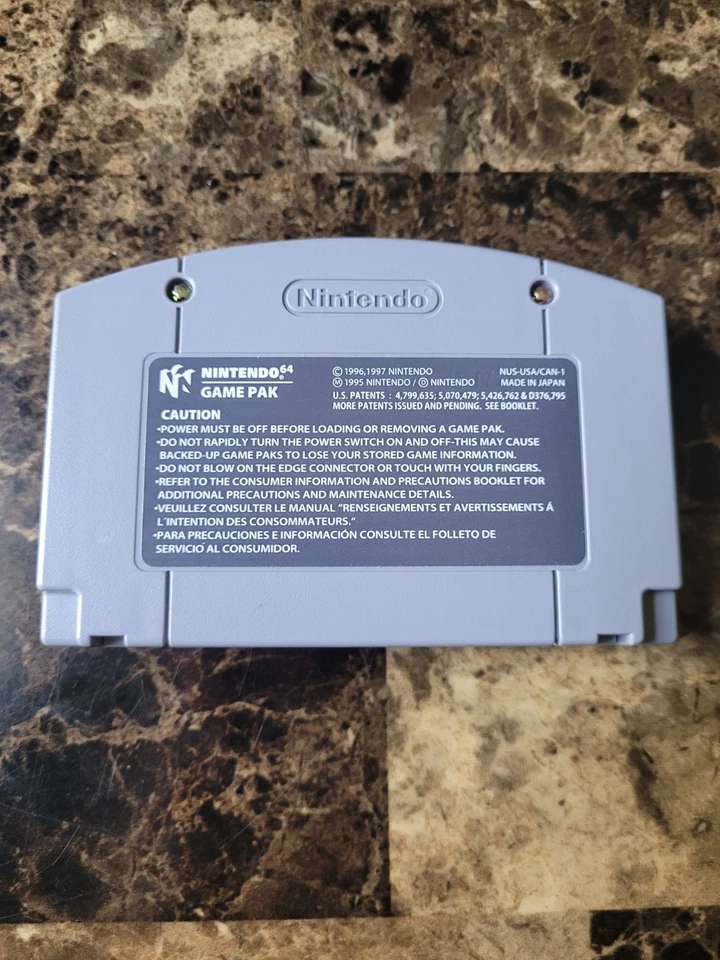 Nintendo®
NINTENDO64®
GAME PAK
©1996,1997 NINTENDO
Ⓜ 1995 NINTENDO / Ⓓ NINTENDO
NUS-USA/CAN-1
MADE IN JAPAN
U.S. PATENTS : 4,799,635; 5,070,479; 5,426,762 & D376,795
MORE PATENTS ISSUED AND PENDING. SEE BOOKLET.
CAUTION
•POWER MUST BE OFF BEFORE LOADING OR REMOVING A GAME PAK.
•DO NOT RAPIDLY TURN THE POWER SWITCH ON AND OFF-THIS MAY CAUSE
BACKED-UP GAME PAKS TO LOSE YOUR STORED GAME INFORMATION.
•DO NOT BLOW ON THE EDGE CONNECTOR OR TOUCH WITH YOUR FINGERS.
•REFER TO THE CONSUMER INFORMATION AND PRECAUTIONS BOOKLET FOR
ADDITIONAL PRECAUTIONS AND MAINTENANCE DETAILS.
•VEUILLEZ CONSULTER LE MANUAL "RENSEIGNEMENTS ET AVERTISSEMENTS Á
L'INTENTION DES CONSOMMATEURS."
•PARA PRECAUCIONES E INFORMACIÓN CONSULTE EL FOLLETO DE
SERVICIO AL CONSUMIDOR.